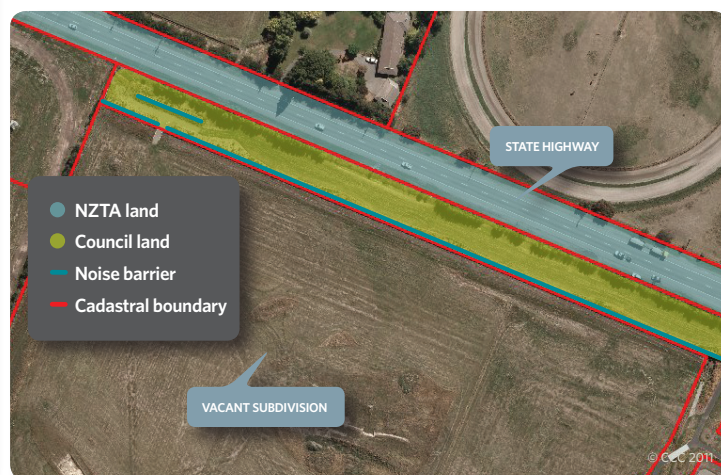 STATE HIGHWAY
NZTA land
Council land
Noise barrier
Cadastral boundary
VACANT SUBDIVISION
© CCC 2011